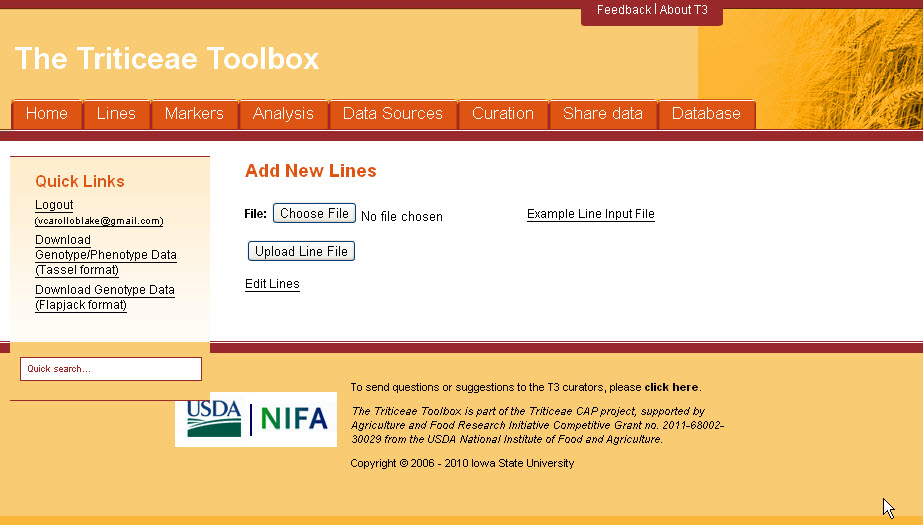 Feedback | About T3
The Triticeae Toolbox
Home Lines Markers Analysis Data Sources Curation Share data Database
Quick Links
Logout
(vcarolloblake@gmail.com)
Download
Genotype/Phenotype Data
(Tassel format)
Download Genotype Data
(Flapjack format)
Quick search...
Add New Lines
File: Choose File No file chosen Example Line Input File
Upload Line File
Edit Lines
USDA NIFA
To send questions or suggestions to the T3 curators, please click here.
The Triticeae Toolbox is part of the Triticeae CAP project, supported by
Agriculture and Food Research Initiative Competitive Grant no. 2011-68002-
30029 from the USDA National Institute of Food and Agriculture.
Copyright © 2006 - 2010 Iowa State University